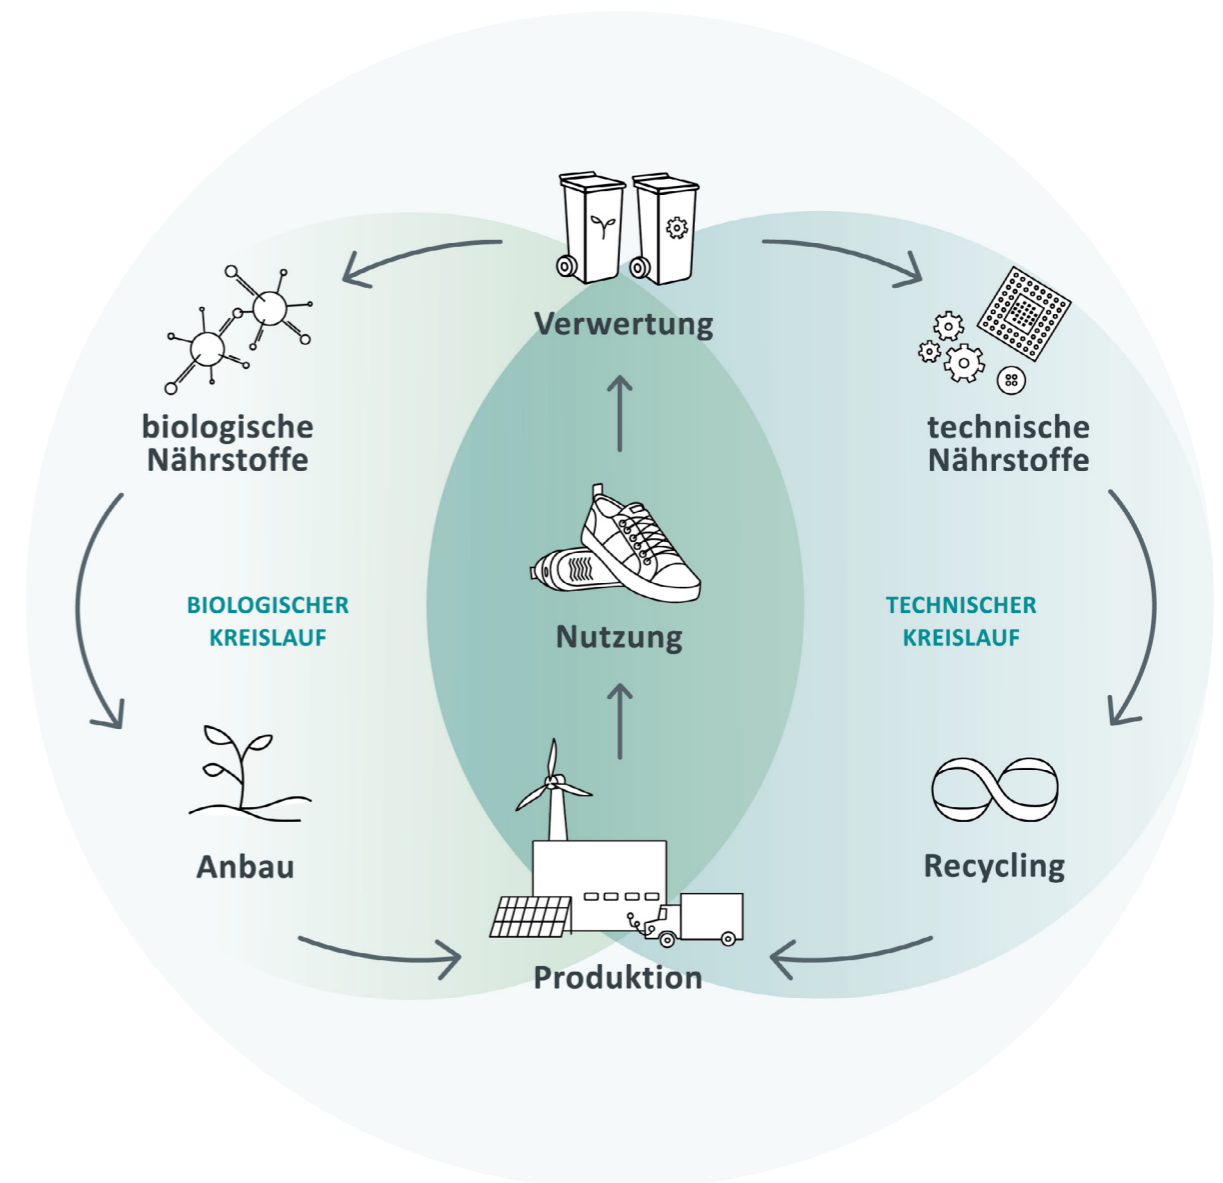 Verwertung
biologische
Nährstoffe
technische
Nährstoffe
BIOLOGISCHER
KREISLAUF
Nutzung
TECHNISCHER
KREISLAUF
Anbau
Recycling
Produktion